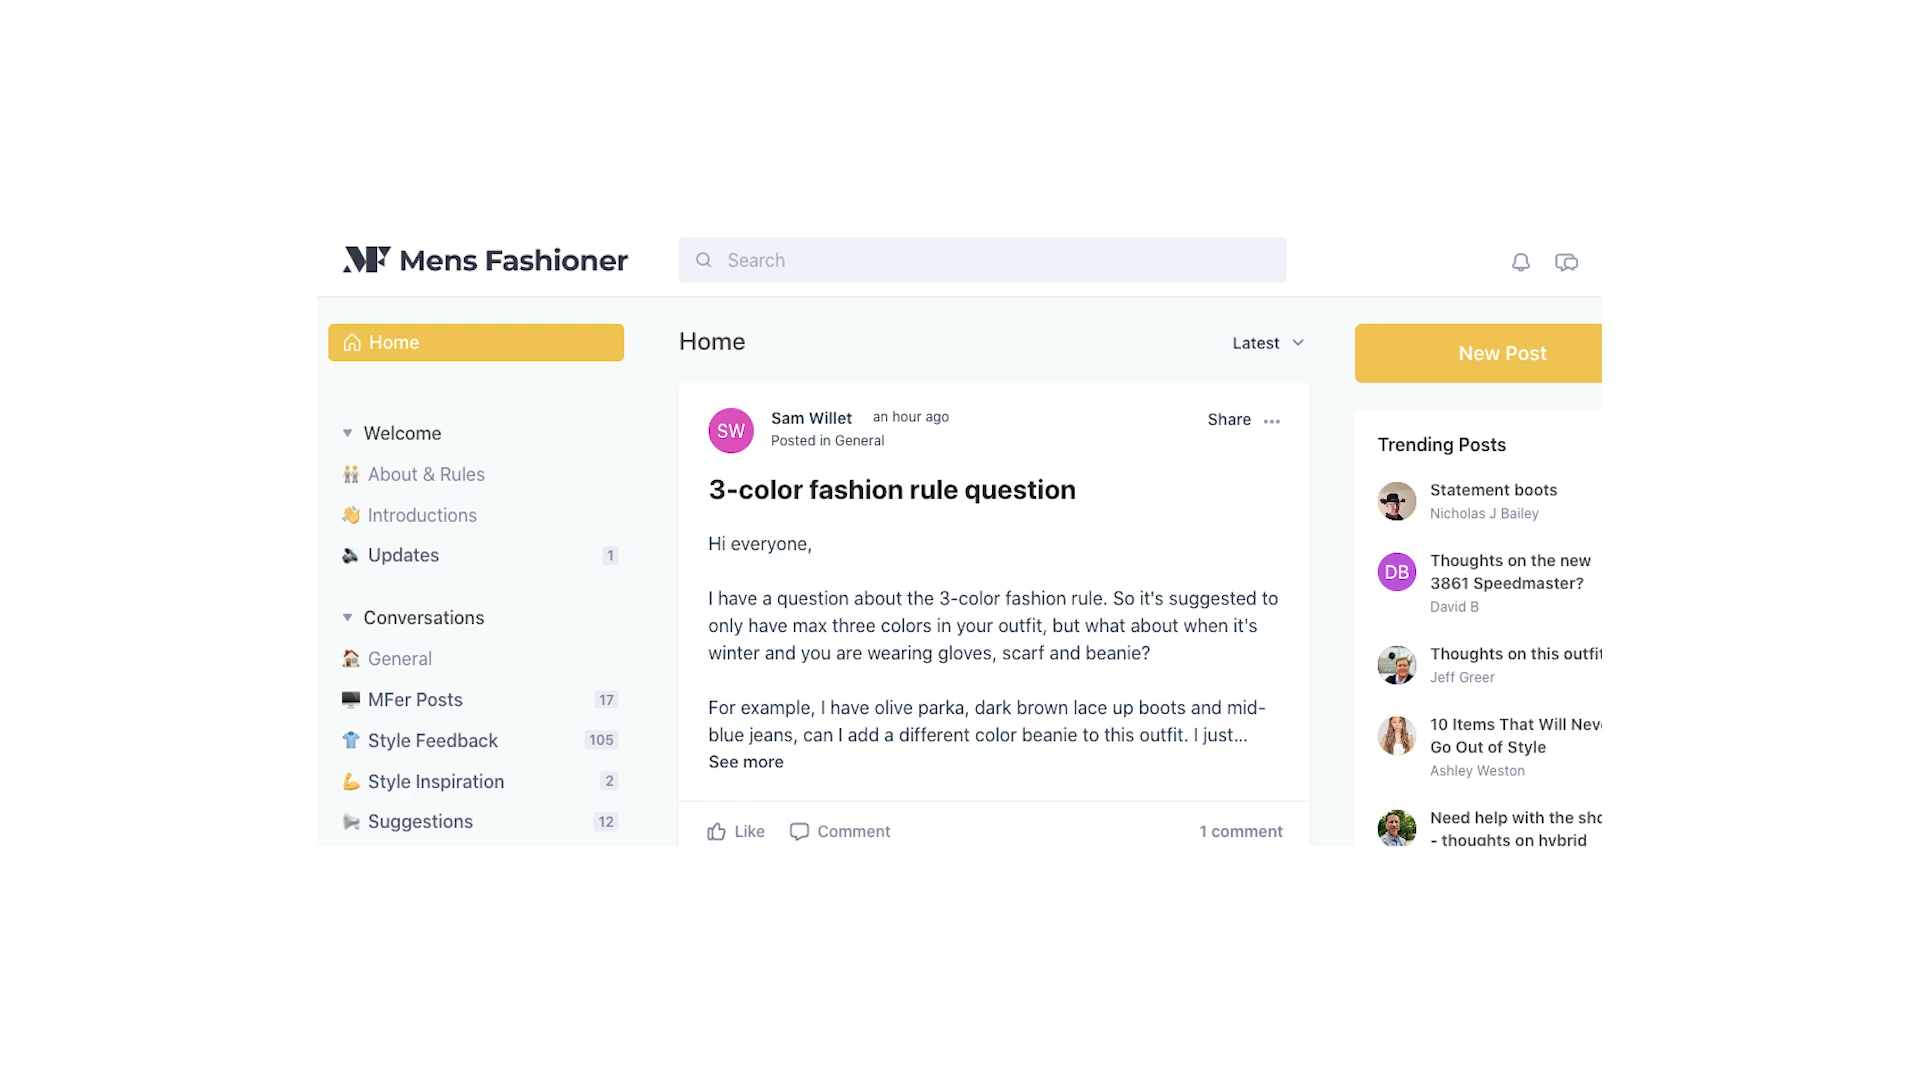 MF Mens Fashioner
Search
Home
Welcome
About & Rules
Introductions
Updates 1
Conversations
General
MFer Posts 17
Style Feedback 105
Style Inspiration 2
Suggestions 12
Home
Latest
SW
Sam Willet an hour ago
Posted in General
Share
3-color fashion rule question
Hi everyone,
I have a question about the 3-color fashion rule. So it's suggested to
only have max three colors in your outfit, but what about when it's
winter and you are wearing gloves, scarf and beanie?
For example, I have olive parka, dark brown lace up boots and mid-
blue jeans, can I add a different color beanie to this outfit. I just...
See more
Like Comment 1 comment
New Post
Trending Posts
Statement boots
Nicholas J Bailey
DB
Thoughts on the new
3861 Speedmaster?
David B
Thoughts on this outfit
Jeff Greer
10 Items That Will Neve
Go Out of Style
Ashley Weston
Need help with the sho
- thoughts on hybrid